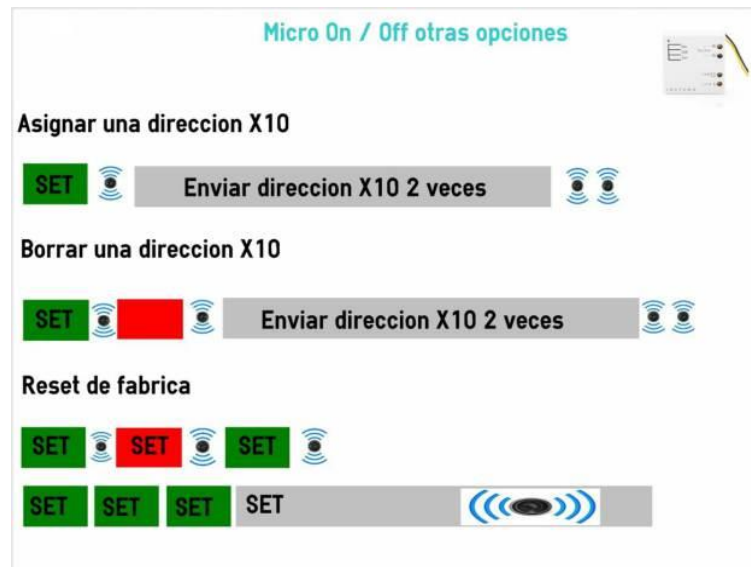 Micro On / Off otras opciones
Asignar una direccion X10
SET Enviar direccion X10 2 veces
Borrar una direccion X10
SET Enviar direccion X10 2 veces
Reset de fabrica
SET SET SET
SET SET SET SET